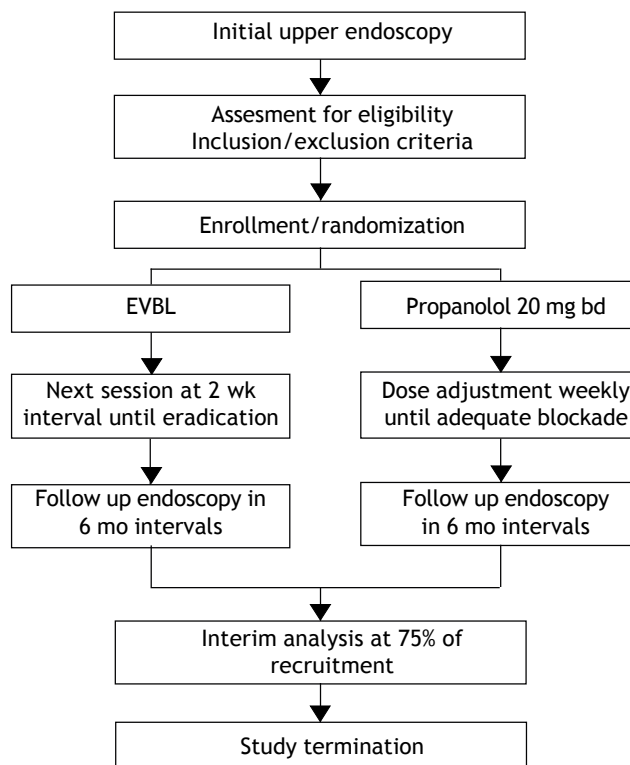 Initial upper endoscopy
Assesment for eligibility
Inclusion/exclusion criteria
Enrollment/randomization
EVBL
Propanolol 20 mg bd
Next session at 2 wk
interval until eradication
Dose adjustment weekly
until adequate blockade
Follow up endoscopy in
6 mo intervals
Follow up endoscopy
in 6 mo intervals
Interim analysis at 75% of
recruitment
Study termination